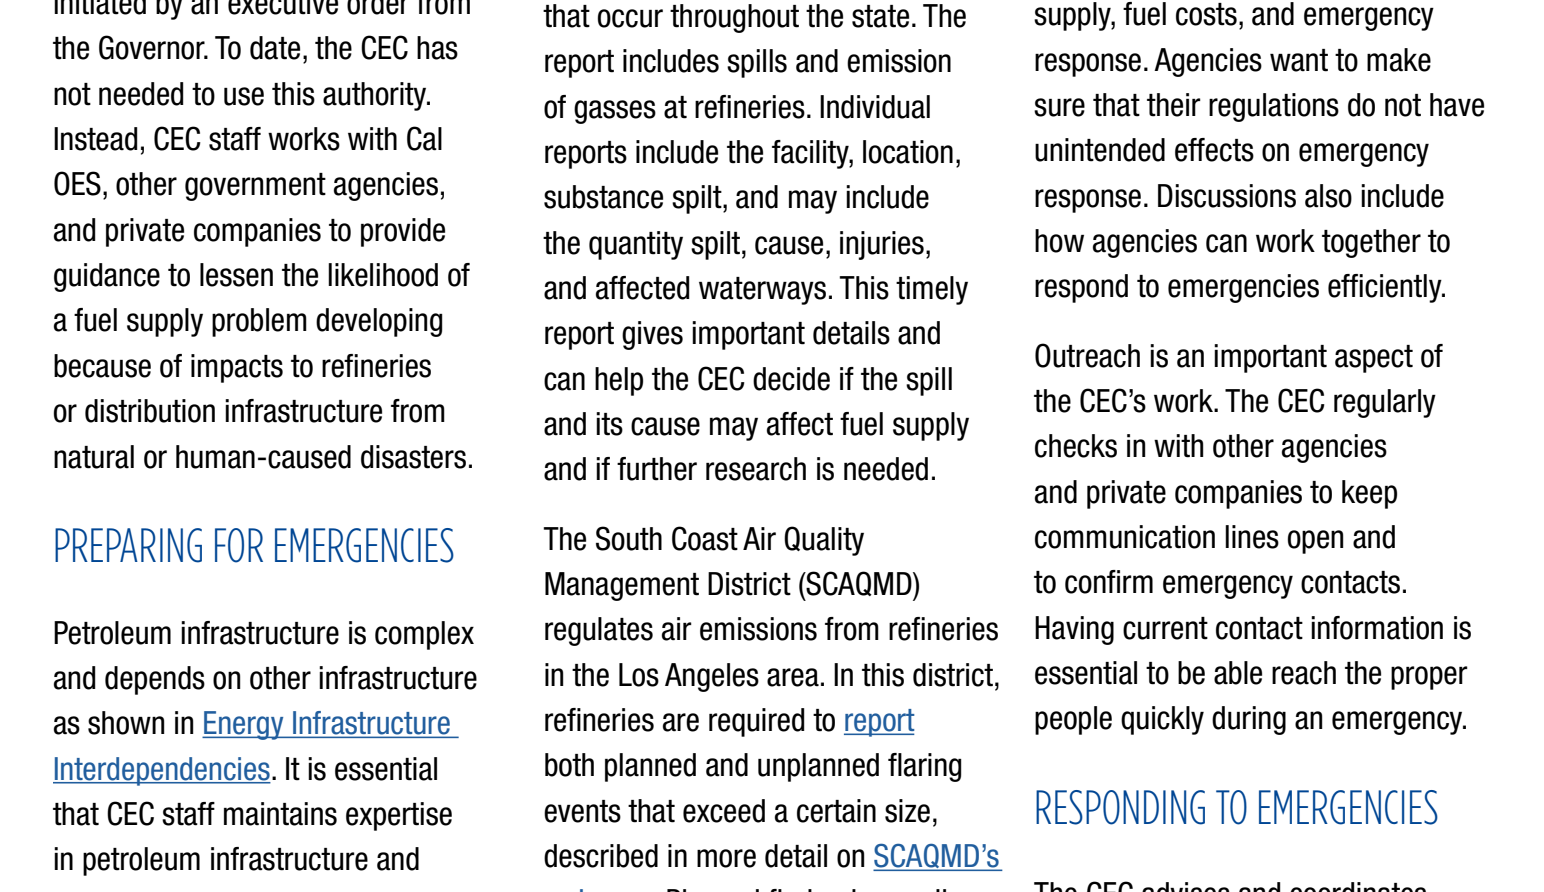 initiated by an executive order from
the Governor. To date, the CEC has
not needed to use this authority.
Instead, CEC staff works with Cal
OES, other government agencies,
and private companies to provide
guidance to lessen the likelihood of
a fuel supply problem developing
because of impacts to refineries
or distribution infrastructure from
natural or human-caused disasters.
PREPARING FOR EMERGENCIES
Petroleum infrastructure is complex
and depends on other infrastructure
as shown in Energy Infrastructure
Interdependencies. It is essential
that CEC staff maintains expertise
in petroleum infrastructure and
that occur throughout the state. The
report includes spills and emission
of gasses at refineries. Individual
reports include the facility, location,
substance spilt, and may include
the quantity spilt, cause, injuries,
and affected waterways. This timely
report gives important details and
can help the CEC decide if the spill
and its cause may affect fuel supply
and if further research is needed.
The South Coast Air Quality
Management District (SCAQMD)
regulates air emissions from refineries
in the Los Angeles area. In this district,
refineries are required to report
both planned and unplanned flaring
events that exceed a certain size,
described in more detail on SCAQMD's
supply, fuel costs, and emergency
response. Agencies want to make
sure that their regulations do not have
unintended effects on emergency
response. Discussions also include
how agencies can work together to
respond to emergencies efficiently.
Outreach is an important aspect of
the CEC's work. The CEC regularly
checks in with other agencies
and private companies to keep
communication lines open and
to confirm emergency contacts.
Having current contact information is
essential to be able reach the proper
people quickly during an emergency.
RESPONDING TO EMERGENCIES
The CEC advises and coordinates